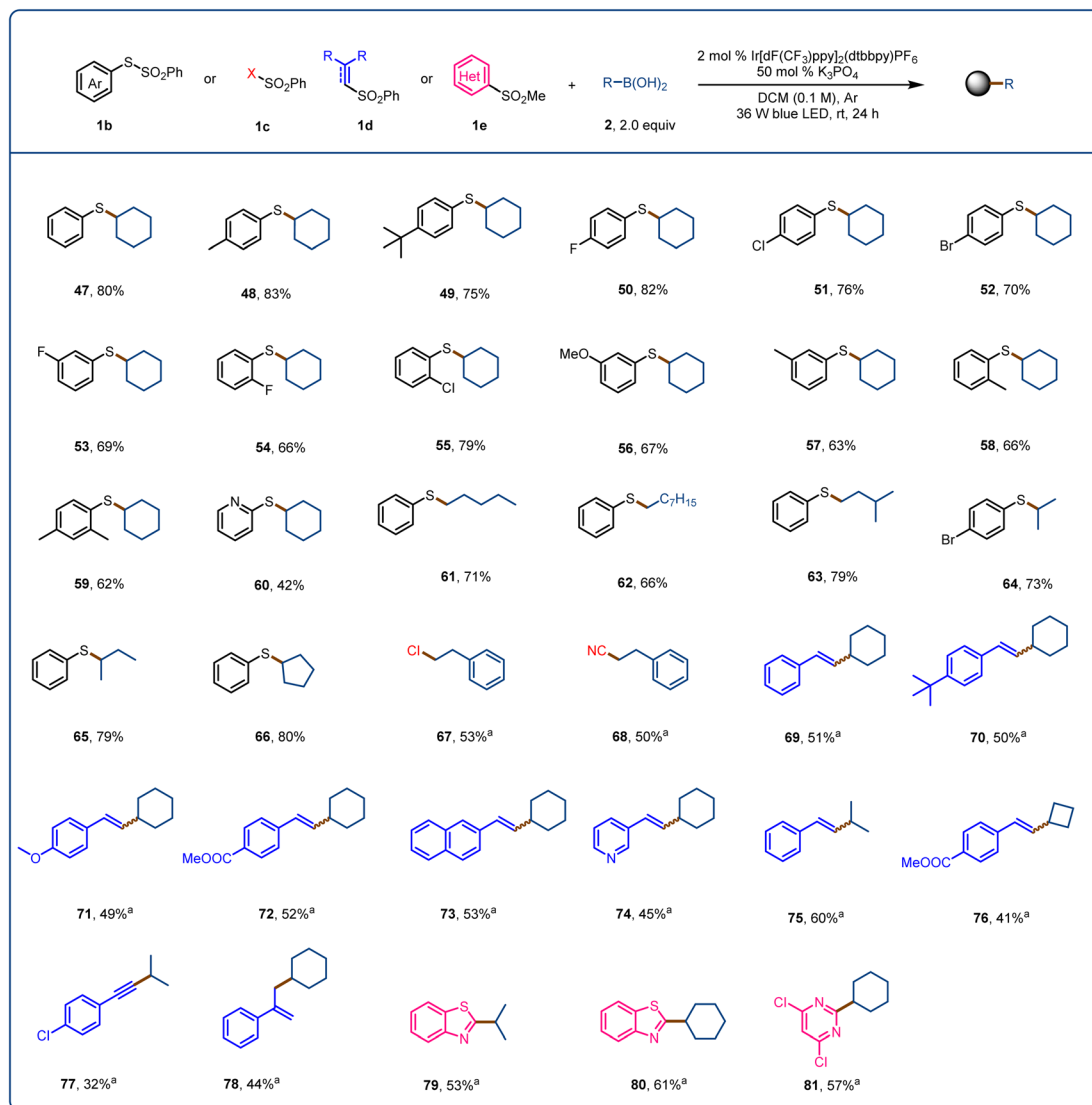 Ar S SO2Ph
1b
or
X SO2Ph
1c
R R SO2Ph
1d
or
Het SO2Me
1e
+
R–B(OH)2
2, 2.0 equiv
2 mol % Ir[dF(CF3)ppy]2(dtbbpy)PF6
50 mol % K3PO4
DCM (0.1 M), Ar
36 W blue LED, rt, 24 h
R
S
S
S
F S
Cl S
Br S
47, 80%
48, 83%
49, 75%
50, 82%
51, 76%
52, 70%
F S
S F
S Cl
MeO S
S
S
53, 69%
54, 66%
55, 79%
56, 67%
57, 63%
58, 66%
S
N S
S
S C7H15
S
Br S
59, 62%
60, 42%
61, 71%
62, 66%
63, 79%
64, 73%
S
S
Cl
NC
65, 79%
66, 80%
67, 53%a
68, 50%a
69, 51%a
70, 50%a
O
MeOOC
N
MeOOC
71, 49%a
72, 52%a
73, 53%a
74, 45%a
75, 60%a
76, 41%a
Cl
S N
S N
Cl N N Cl
77, 32%a
78, 44%a
79, 53%a
80, 61%a
81, 57%a